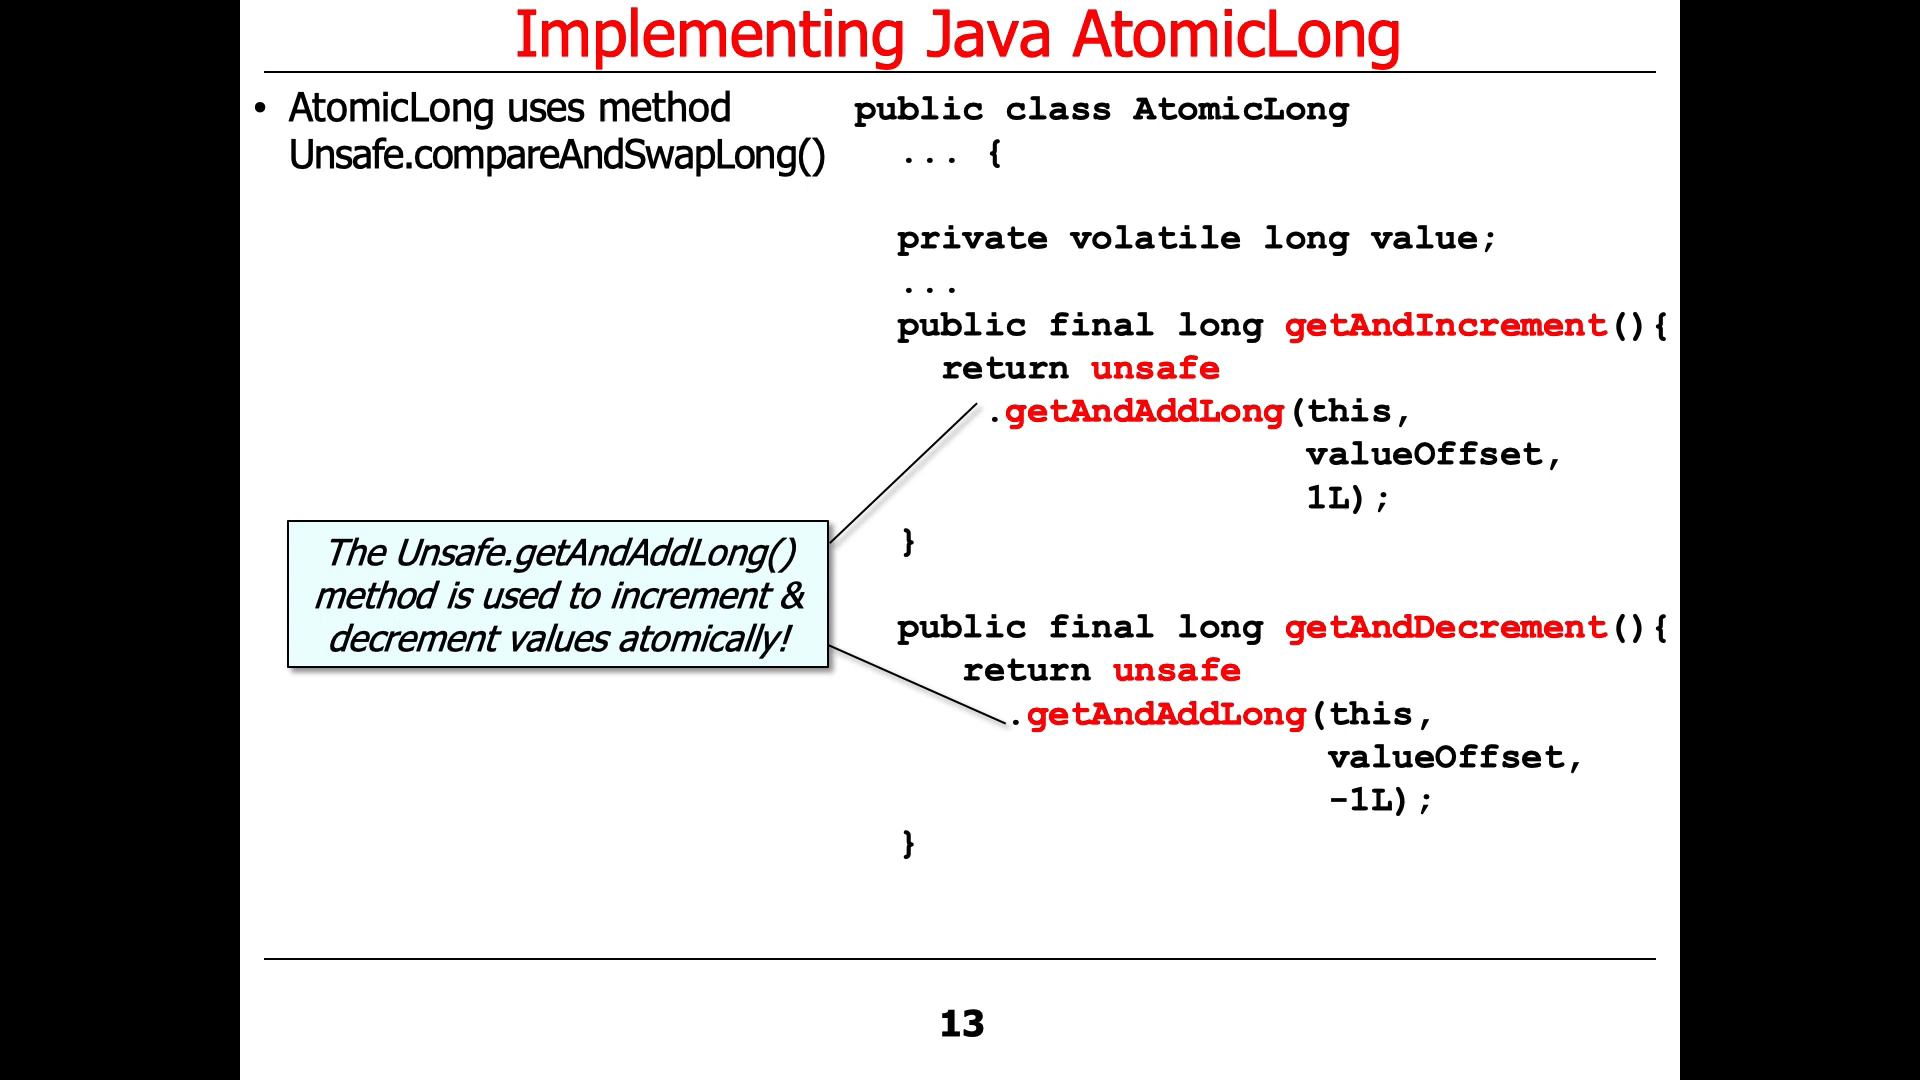 Implementing Java AtomicLong
• AtomicLong uses method
Unsafe.compareAndSwapLong()
public class AtomicLong
... {
private volatile long value;
...
public final long getAndIncrement(){
return unsafe
.getAndAddLong(this,
valueOffset,
1L);
}
The Unsafe.getAndAddLong()
method is used to increment &
decrement values atomically!
public final long getAndDecrement(){
return unsafe
.getAndAddLong(this,
valueOffset,
-1L);
}
13